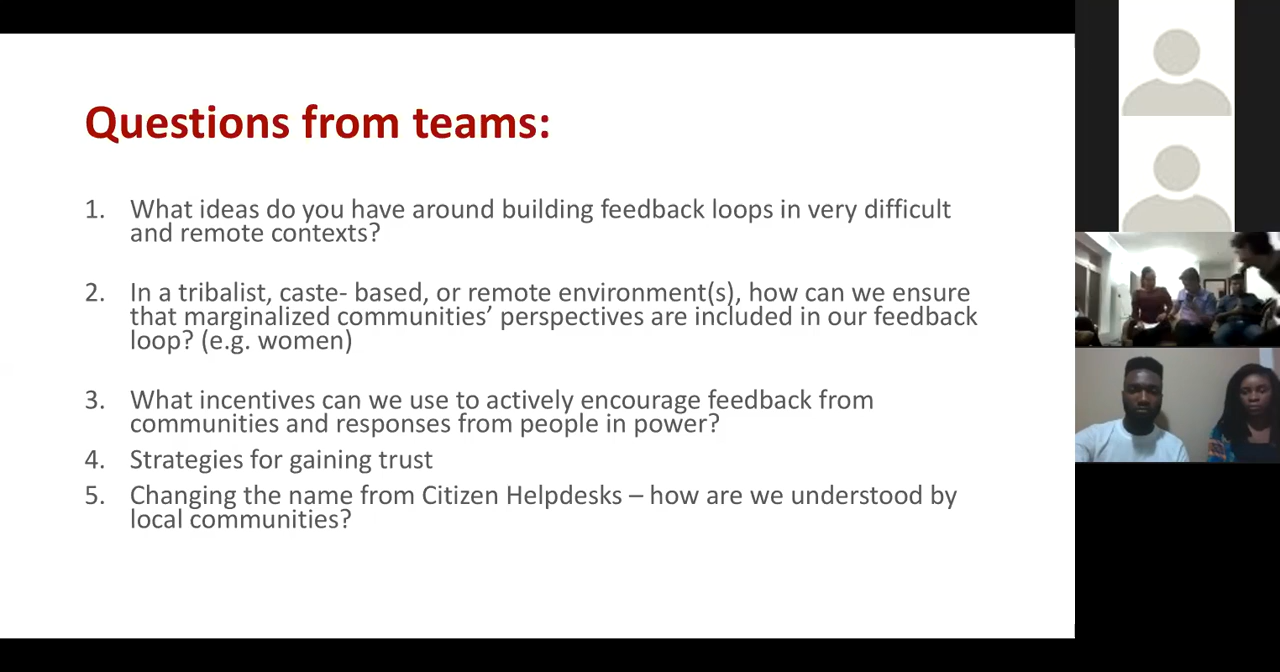 Questions from teams:
1. What ideas do you have around building feedback loops in very difficult
and remote contexts?
2. In a tribalist, caste- based, or remote environment(s), how can we ensure
that marginalized communities’ perspectives are included in our feedback
loop? (e.g. women)
3. What incentives can we use to actively encourage feedback from
communities and responses from people in power?
4. Strategies for gaining trust
5. Changing the name from Citizen Helpdesks – how are we understood by
local communities?